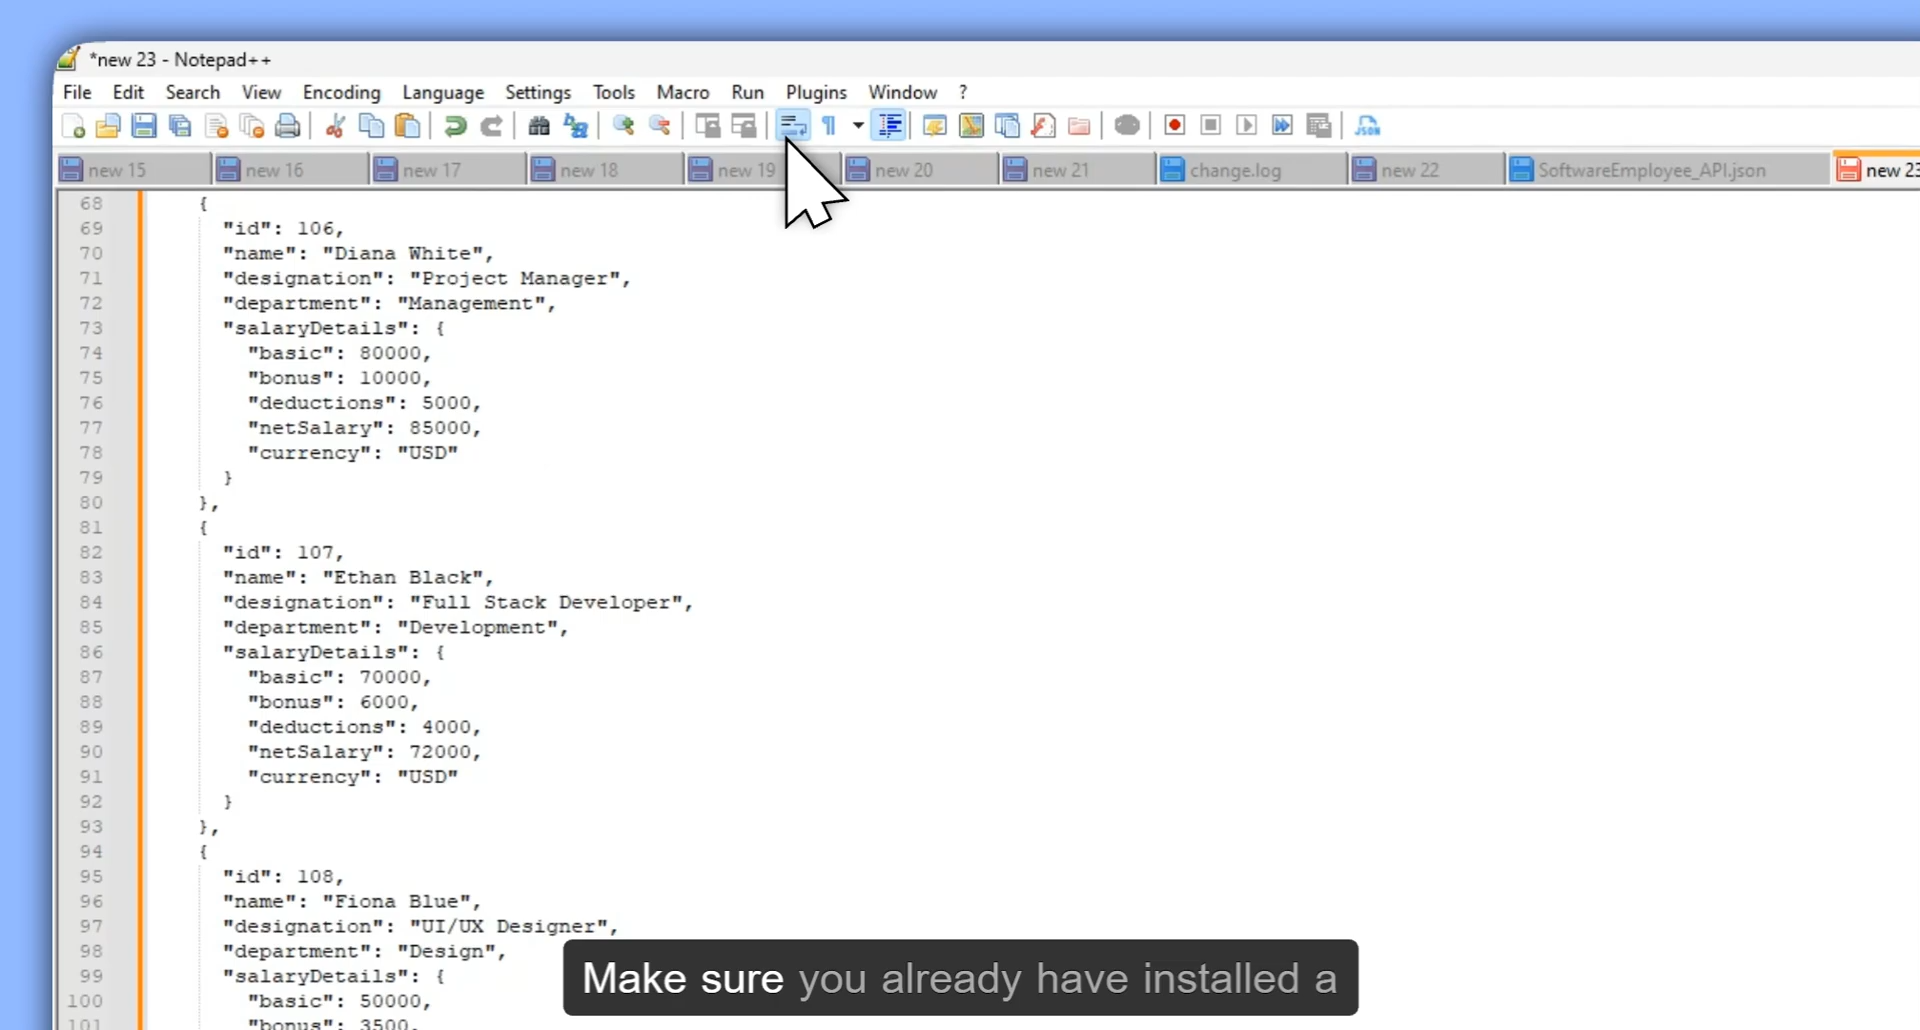 *new 23 - Notepad++
File Edit Search View Encoding Language Settings Tools Macro Run Plugins Window ?
JSON
new 15 new 16 new 17 new 18 new 19 new 20 new 21 change.log new 22 SoftwareEmployee_API.json new 23
68 {
69 "id": 106,
70 "name": "Diana White",
71 "designation": "Project Manager",
72 "department": "Management",
73 "salaryDetails": {
74 "basic": 80000,
75 "bonus": 10000,
76 "deductions": 5000,
77 "netSalary": 85000,
78 "currency": "USD"
79 }
80 },
81 {
82 "id": 107,
83 "name": "Ethan Black",
84 "designation": "Full Stack Developer",
85 "department": "Development",
86 "salaryDetails": {
87 "basic": 70000,
88 "bonus": 6000,
89 "deductions": 4000,
90 "netSalary": 72000,
91 "currency": "USD"
92 }
93 },
94 {
95 "id": 108,
96 "name": "Fiona Blue",
97 "designation": "UI/UX Designer",
98 "department": "Design",
99 "salaryDetails": {
100 "basic": 50000,
101 "bonus": 3500,
Make sure you already have installed a